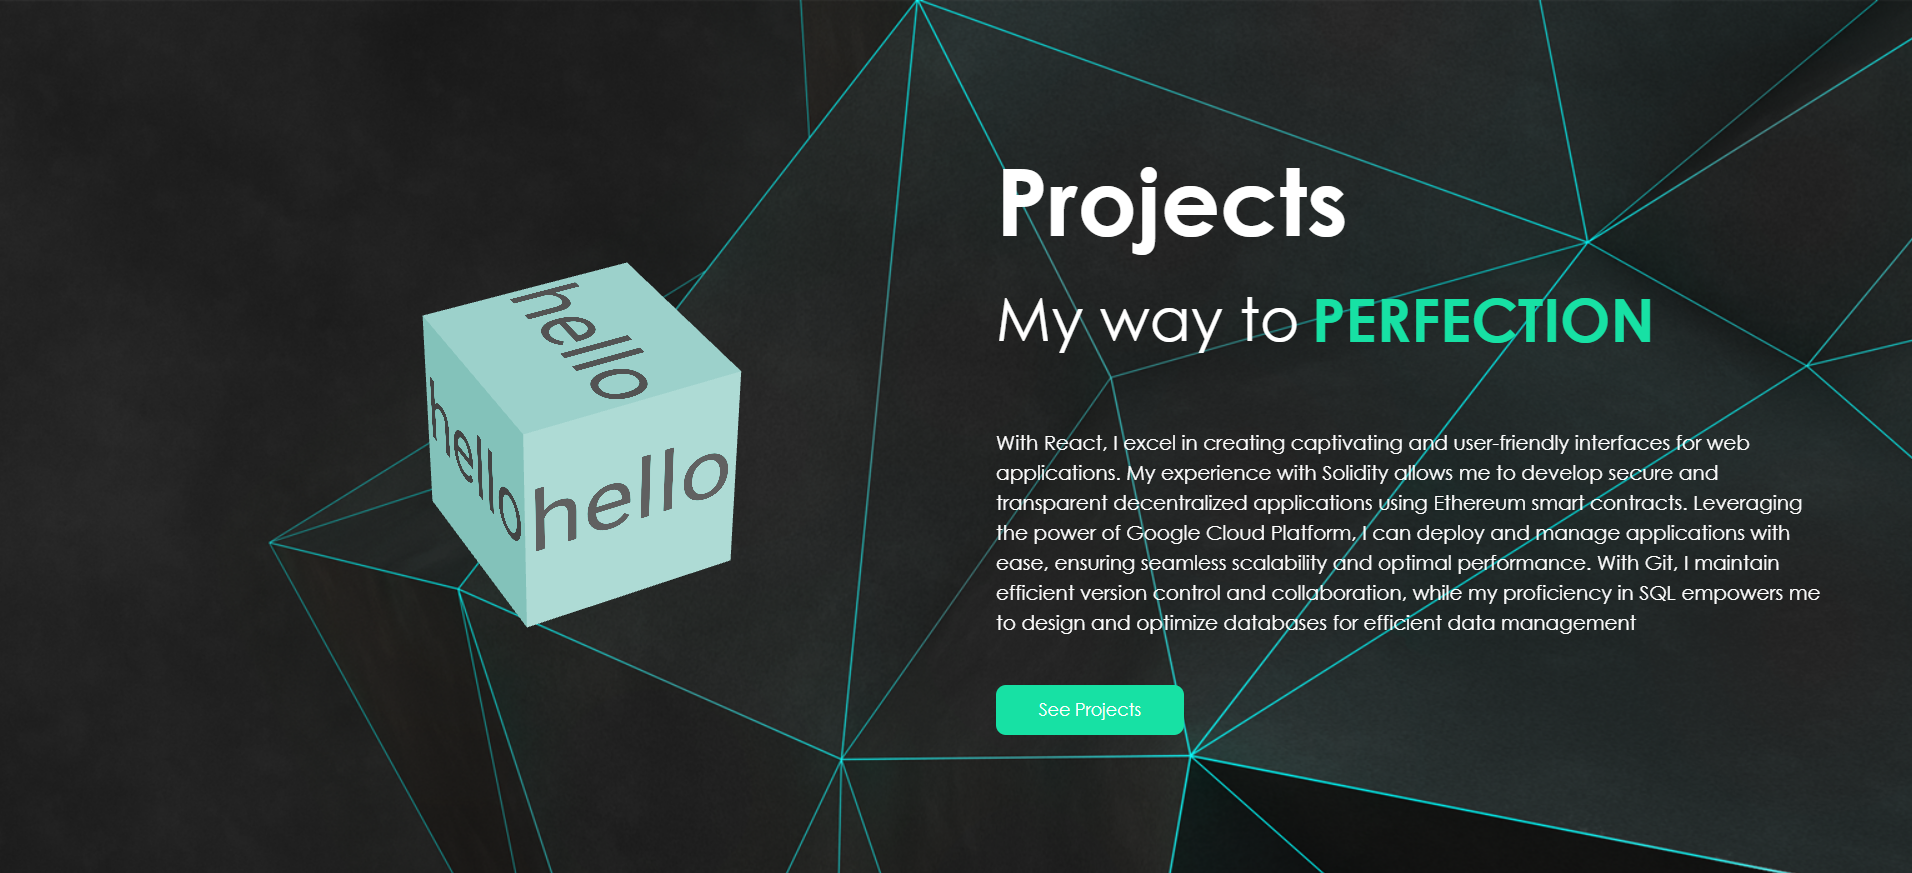 Projects
My way to PERFECTION
hello
hello
hello
With React, I excel in creating captivating and user-friendly interfaces for web
applications. My experience with Solidity allows me to develop secure and
transparent decentralized applications using Ethereum smart contracts. Leveraging
the power of Google Cloud Platform, I can deploy and manage applications with
ease, ensuring seamless scalability and optimal performance. With Git, I maintain
efficient version control and collaboration, while my proficiency in SQL empowers me
to design and optimize databases for efficient data management
See Projects